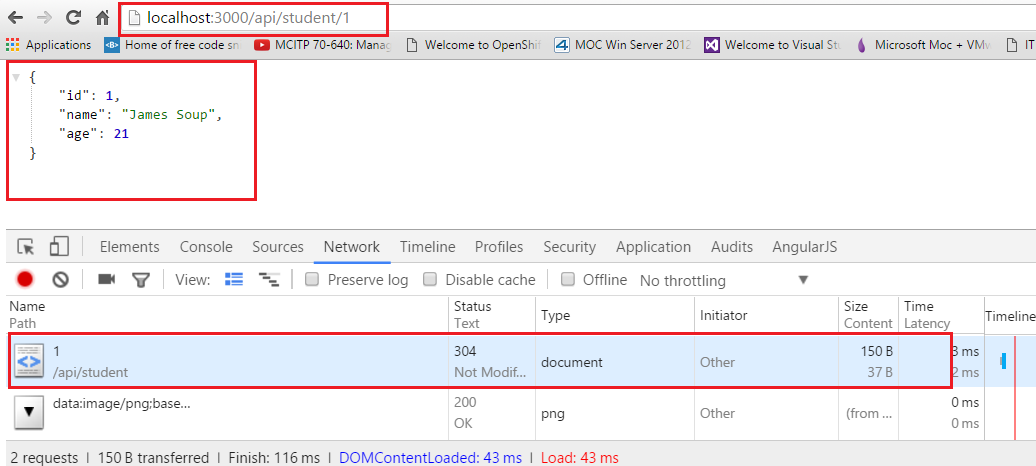 localhost:3000/api/student/1
Applications Home of free code sni MCITP 70-640: Manag Welcome to OpenShif MOC Win Server 2012 Welcome to Visual Stu Microsoft Moc + VMw IT
{
"id": 1,
"name": "James Soup",
"age": 21
}
Elements Console Sources Network Timeline Profiles Security Application Audits AngularJS
View: Preserve log Disable cache Offline No throttling
Name Status Type Initiator Size Time Timeline
Path Text Content Latency
1 304 document Other 150 B 3 ms
/api/student Not Modif... 37 B 2 ms
data:image/png;base... 200 png Other (from ... 0 ms
OK 0 ms
2 requests | 150 B transferred | Finish: 116 ms | DOMContentLoaded: 43 ms | Load: 43 ms